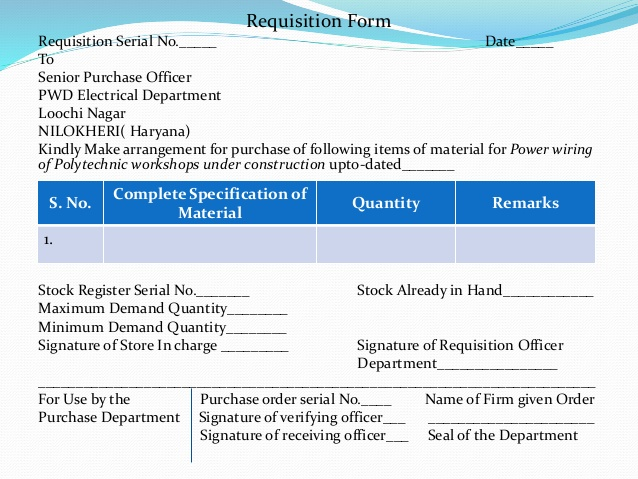 Requisition Form
Requisition Serial No._____ Date_____
To
Senior Purchase Officer
PWD Electrical Department
Loochi Nagar
NILOKHERI( Haryana)
Kindly Make arrangement for purchase of following items of material for Power wiring
of Polytechnic workshops under construction upto-dated_______
S. No. Complete Specification of Material Quantity Remarks
1.
Stock Register Serial No._______ Stock Already in Hand____________
Maximum Demand Quantity________
Minimum Demand Quantity________
Signature of Store In charge _________ Signature of Requisition Officer
Department________________
For Use by the Purchase order serial No.____ Name of Firm given Order
Purchase Department Signature of verifying officer___ ______________________
Signature of receiving officer___ Seal of the Department